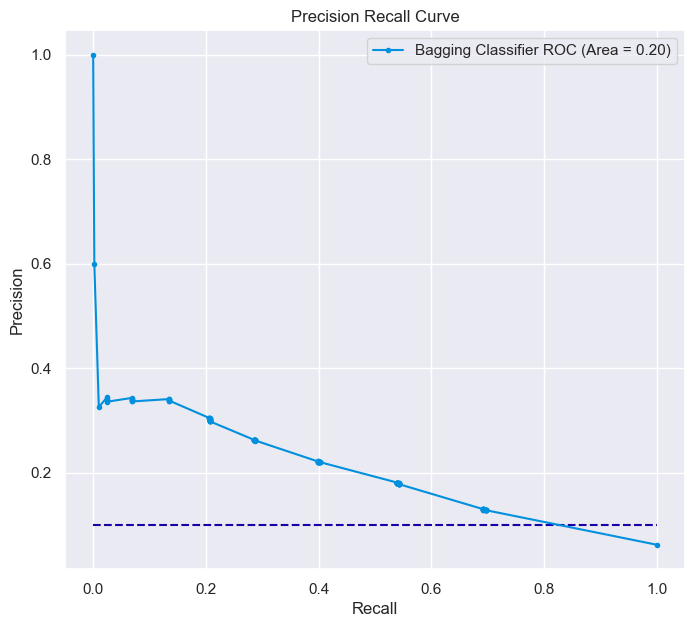 Precision Recall Curve
Bagging Classifier ROC (Area = 0.20)
1.0
0.8
0.6
0.4
0.2
Precision
0.0 0.2 0.4 0.6 0.8 1.0
Recall